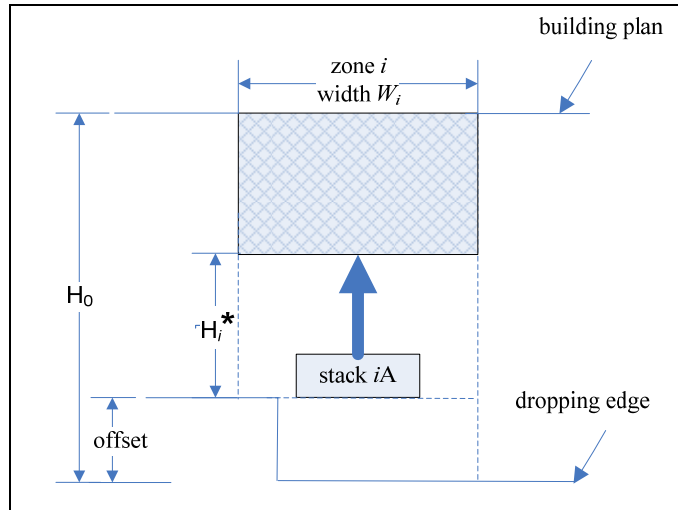 building plan
zone i
width Wᵢ
H₀
Hᵢ*
stack iA
dropping edge
offset